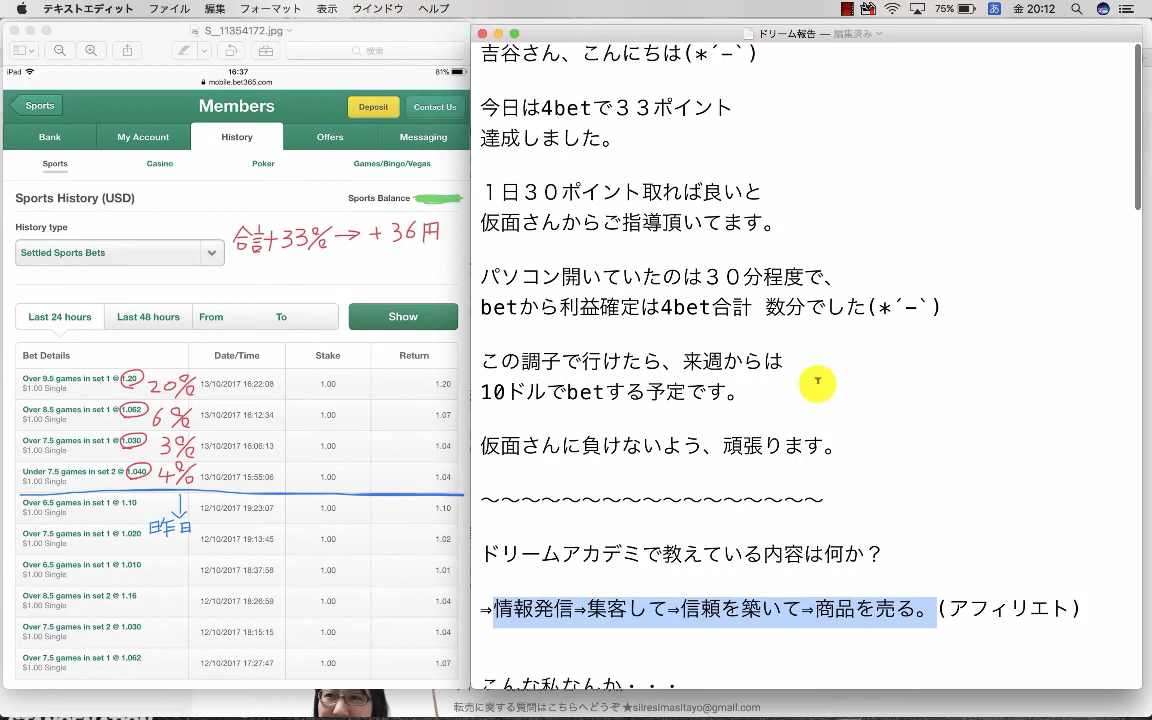 テキストエディット ファイル 編集 フォーマット 表示 ウインドウ ヘルプ
75% あ 金 20:12
S__11354172.jpg
検索
iPad 16:37 81%
mobile.bet365.com
Sports Members Deposit Contact Us
Bank My Account History Offers Messaging
Sports Casino Poker Games/Bingo/Vegas
Sports History (USD) Sports Balance
History type
Settled Sports Bets
合計+33%→+36円
Last 24 hours Last 48 hours From To Show
Bet Details Date/Time Stake Return
Over 9.5 games in set 1 @ 1.20 20% 13/10/2017 16:22:08 1.00 1.20
$1.00 Single
Over 8.5 games in set 1 @ 1.062 6% 13/10/2017 16:12:34 1.00 1.07
$1.00 Single
Over 7.5 games in set 1 @ 1.030 3% 13/10/2017 16:06:13 1.00 1.04
$1.00 Single
Under 7.5 games in set 2 @ 1.040 4% 13/10/2017 15:55:06 1.00 1.04
$1.00 Single
Over 6.5 games in set 1 @ 1.10 12/10/2017 19:23:07 1.00 1.10
$1.00 Single
昨日
Over 7.5 games in set 1 @ 1.020 12/10/2017 19:13:45 1.00 1.02
$1.00 Single
Over 6.5 games in set 1 @ 1.010 12/10/2017 18:37:58 1.00 1.01
$1.00 Single
Over 8.5 games in set 2 @ 1.16 12/10/2017 18:26:59 1.00 1.04
$1.00 Single
Over 7.5 games in set 2 @ 1.030 12/10/2017 18:15:15 1.00 1.04
$1.00 Single
Over 7.5 games in set 1 @ 1.062 12/10/2017 17:27:47 1.00 1.07
$1.00 Single
ドリーム報告 — 編集済み
吉谷さん、こんにちは(*´−`)
今日は4betで３３ポイント
達成しました。
１日３０ポイント取れば良いと
仮面さんからご指導頂いてます。
パソコン開いていたのは３０分程度で、
betから利益確定は4bet合計 数分でした(*´−`)
この調子で行けたら、来週からは
10ドルでbetする予定です。
仮面さんに負けないよう、頑張ります。
〜〜〜〜〜〜〜〜〜〜〜〜〜〜〜〜〜
ドリームアカデミで教えている内容は何か？
⇒情報発信⇒集客して⇒信頼を築いて⇒商品を売る。(アフィリエト)
こんな私なんか・・・
転売に関する質問はこちらへどうぞ★siiresimasitayo@gmail.com